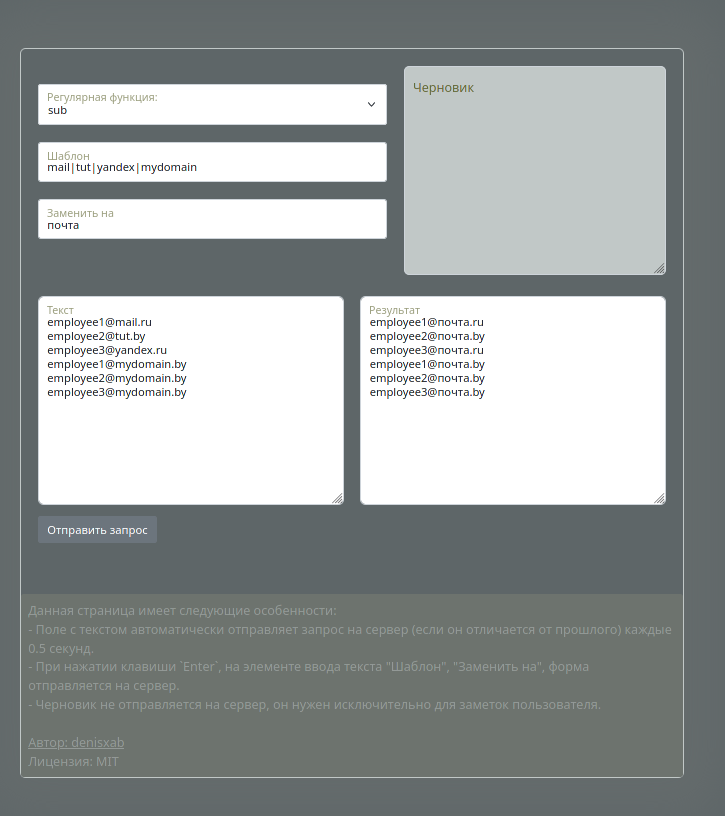 Регулярная функция:
sub
Шаблон
mail|tut|yandex|mydomain
Заменить на
почта
Черновик
Текст
employee1@mail.ru
employee2@tut.by
employee3@yandex.ru
employee1@mydomain.by
employee2@mydomain.by
employee3@mydomain.by
Результат
employee1@почта.ru
employee2@почта.by
employee3@почта.ru
employee1@почта.by
employee2@почта.by
employee3@почта.by
Отправить запрос
Данная страница имеет следующие особенности:
- Поле с текстом автоматически отправляет запрос на сервер (если он отличается от прошлого) каждые
0.5 секунд.
- При нажатии клавиши `Enter`, на элементе ввода текста "Шаблон", "Заменить на", форма
отправляется на сервер.
- Черновик не отправляется на сервер, он нужен исключительно для заметок пользователя.
Автор: denisxab
Лицензия: MIT